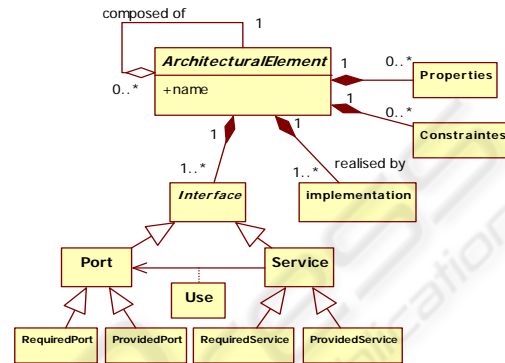 composed of
1
ArchitecturalElement
+name
0..*
1
0..*
Properties
1
0..*
Constraintes
1
1
1..*
realised by
1..*
Interface
implementation
Port
Service
Use
RequiredPort
ProvidedPort
RequiredService
ProvidedService